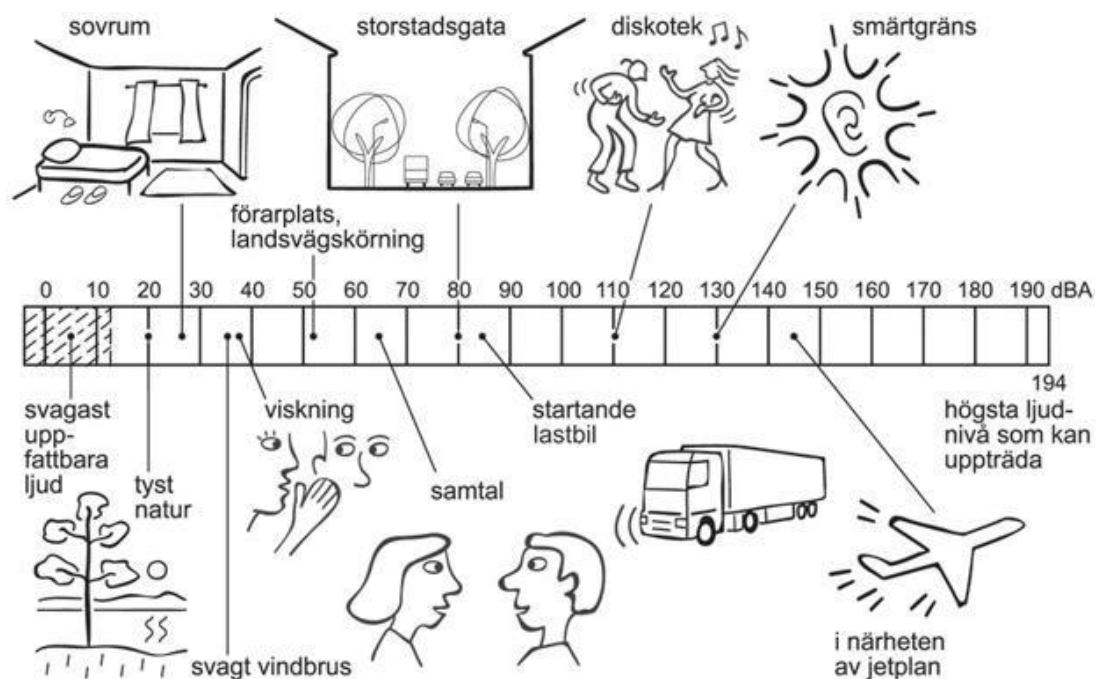 sovrum
storstadsgata
diskotek
smärtgräns
förarplats,
landsvägskörning
0 10 20 30 40 50 60 70 80 90 100 110 120 130 140 150 160 170 180 190 dBA
194
svagast
upp-
fattbara
ljud
tyst
natur
viskning
samtal
startande
lastbil
högsta ljud-
nivå som kan
uppträda
svagt vindbrus
i närheten
av jetplan